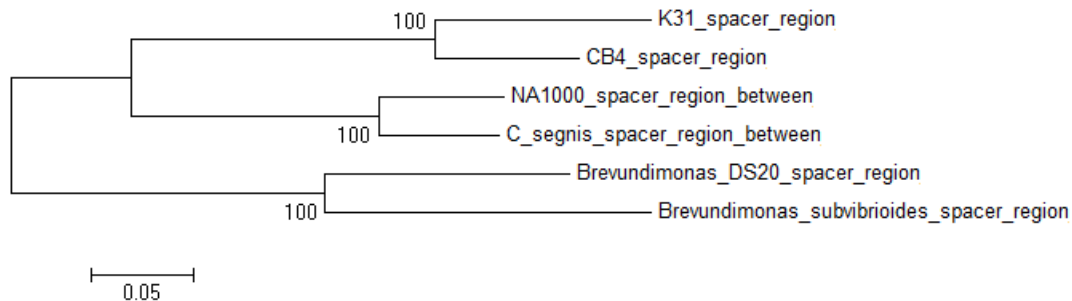 100
K31_spacer_region
CB4_spacer_region
NA1000_spacer_region_between
100
C_segnis_spacer_region_between
Brevundimonas_DS20_spacer_region
100
Brevundimonas_subvibrioides_spacer_region
0.05